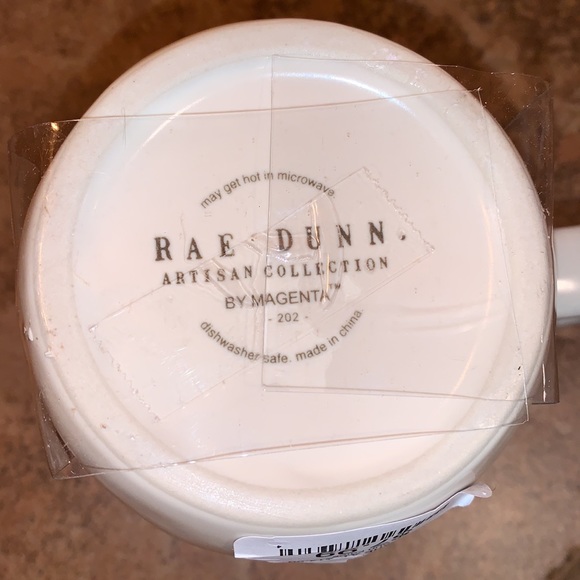 may get hot in microwave.
RAE DUNN.
ARTISAN COLLECTION
BY MAGENTA™
- 202 -
dishwasher safe. made in china